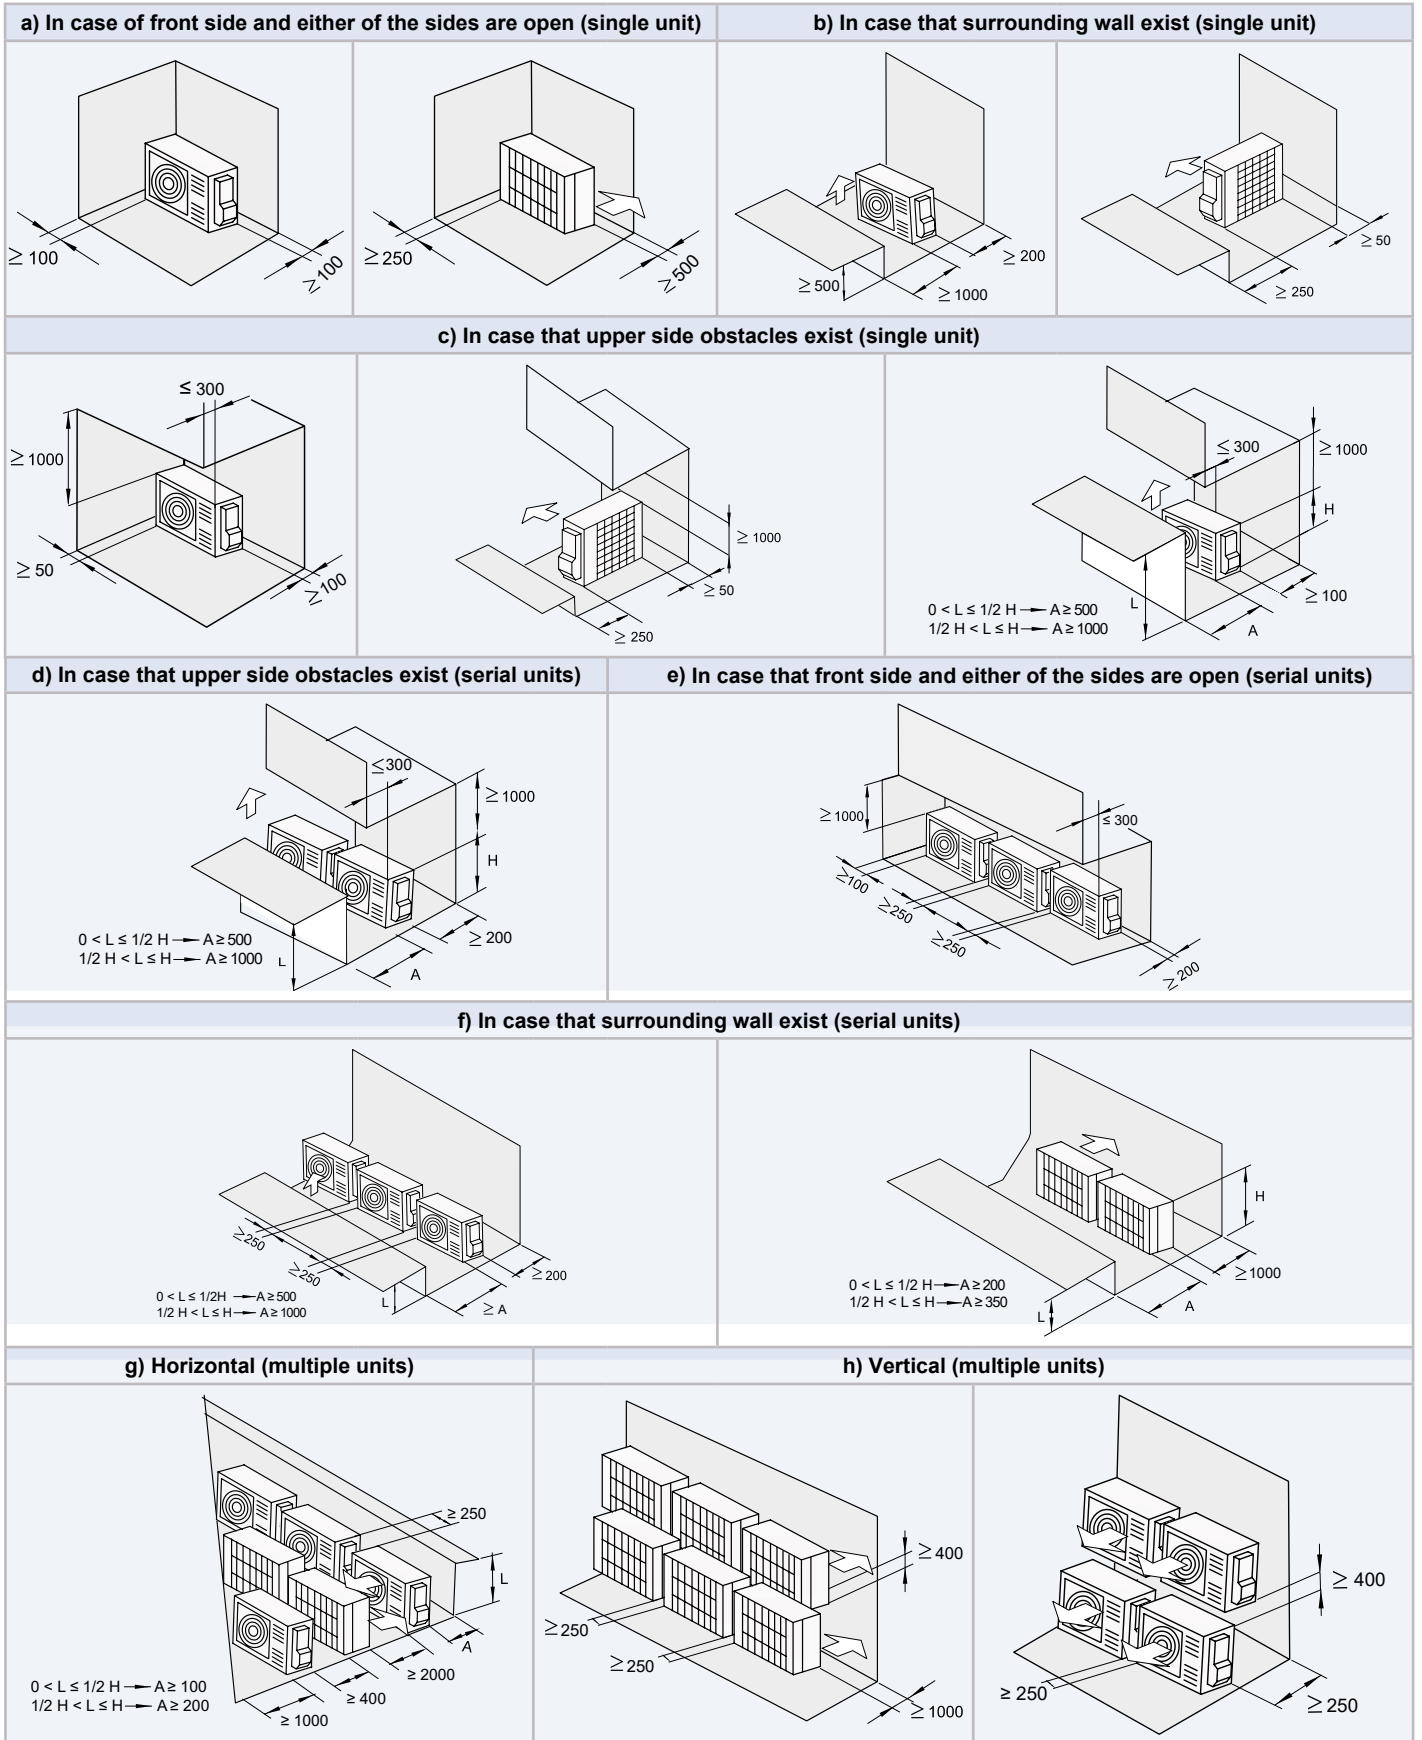 a) In case of front side and either of the sides are open (single unit)
b) In case that surrounding wall exist (single unit)
≥ 100
≥ 100
≥ 250
≥ 500
≥ 500
≥ 1000
≥ 200
≥ 250
≥ 50
c) In case that upper side obstacles exist (single unit)
≤ 300
≥ 1000
≥ 50
≥ 100
≥ 1000
≥ 50
≥ 250
≤ 300
≥ 1000
H
≥ 100
L
A
0 < L ≤ 1/2 H → A ≥ 500
1/2 H < L ≤ H → A ≥ 1000
d) In case that upper side obstacles exist (serial units)
e) In case that front side and either of the sides are open (serial units)
≤ 300
≥ 1000
H
≥ 200
0 < L ≤ 1/2 H → A ≥ 500
1/2 H < L ≤ H → A ≥ 1000
L
A
≥ 1000
≤ 300
≥ 100
≥ 250
≥ 250
≥ 200
f) In case that surrounding wall exist (serial units)
≥ 250
≥ 250
≥ 200
0 < L ≤ 1/2H → A ≥ 500
1/2 H < L ≤ H → A ≥ 1000
L
≥ A
H
≥ 1000
0 < L ≤ 1/2 H → A ≥ 200
1/2 H < L ≤ H → A ≥ 350
L
A
g) Horizontal (multiple units)
h) Vertical (multiple units)
≥ 250
L
A
≥ 2000
≥ 400
≥ 1000
0 < L ≤ 1/2 H → A ≥ 100
1/2 H < L ≤ H → A ≥ 200
≥ 400
≥ 250
≥ 250
≥ 1000
≥ 400
≥ 250
≥ 250